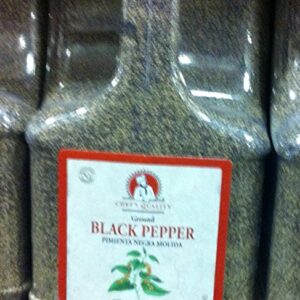 CHEF'S QUALITY
Ground
BLACK PEPPER
PIMIENTA NEGRA MOLIDA